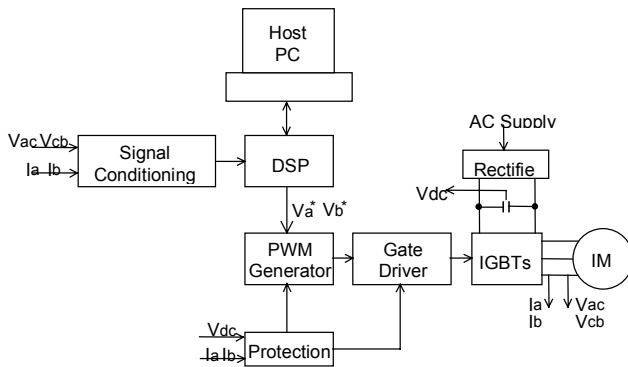 Host
PC
AC Supply
Vac Vcb
Ia Ib
Signal
Conditioning
DSP
Rectifie
Vdc
Va* Vb*
PWM
Generator
Gate
Driver
IGBTs
IM
Ia
Ib
Vac
Vcb
Vdc
Ia Ib
Protection